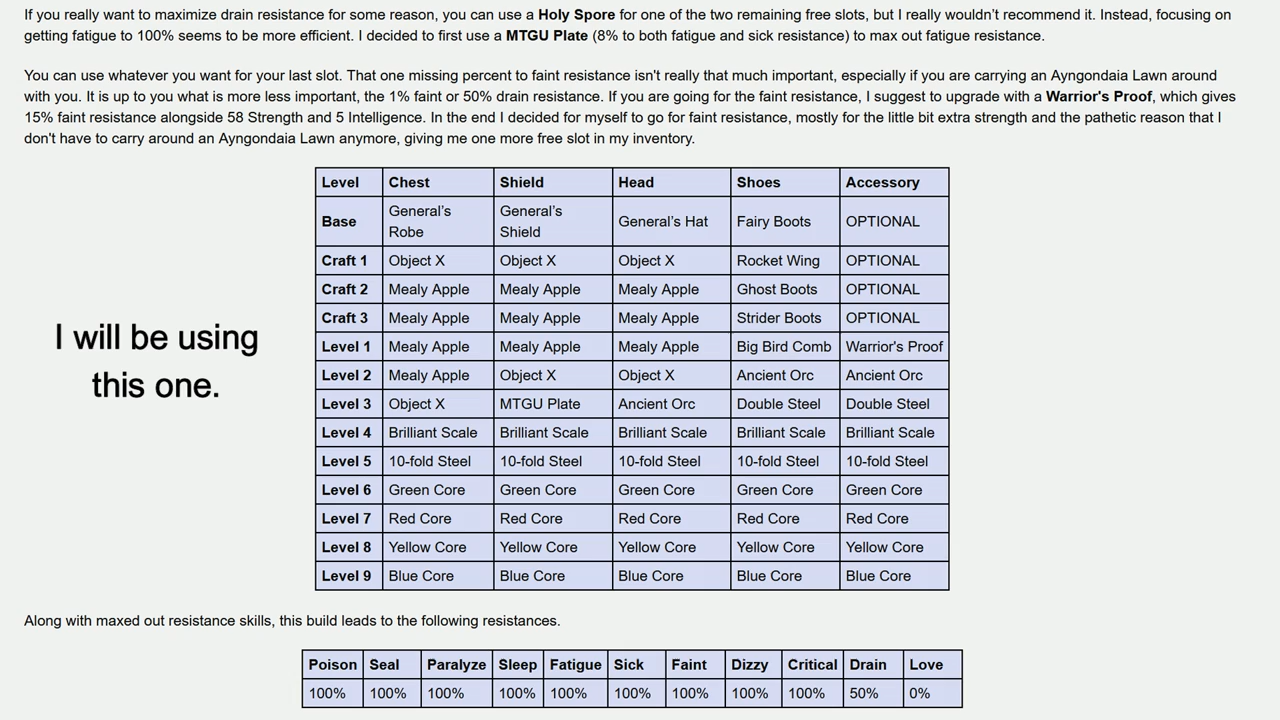 If you really want to maximize drain resistance for some reason, you can use a Holy Spore for one of the two remaining free slots, but I really wouldn’t recommend it. Instead, focusing on
getting fatigue to 100% seems to be more efficient. I decided to first use a MTGU Plate (8% to both fatigue and sick resistance) to max out fatigue resistance.
You can use whatever you want for your last slot. That one missing percent to faint resistance isn't really that much important, especially if you are carrying an Ayngondaia Lawn around
with you. It is up to you what is more less important, the 1% faint or 50% drain resistance. If you are going for the faint resistance, I suggest to upgrade with a Warrior's Proof, which gives
15% faint resistance alongside 58 Strength and 5 Intelligence. In the end I decided for myself to go for faint resistance, mostly for the little bit extra strength and the pathetic reason that I
don't have to carry around an Ayngondaia Lawn anymore, giving me one more free slot in my inventory.
I will be using
this one.
Level Chest Shield Head Shoes Accessory
Base General’s Robe General’s Shield General’s Hat Fairy Boots OPTIONAL
Craft 1 Object X Object X Object X Rocket Wing OPTIONAL
Craft 2 Mealy Apple Mealy Apple Mealy Apple Ghost Boots OPTIONAL
Craft 3 Mealy Apple Mealy Apple Mealy Apple Strider Boots OPTIONAL
Level 1 Mealy Apple Mealy Apple Mealy Apple Big Bird Comb Warrior's Proof
Level 2 Mealy Apple Object X Object X Ancient Orc Ancient Orc
Level 3 Object X MTGU Plate Ancient Orc Double Steel Double Steel
Level 4 Brilliant Scale Brilliant Scale Brilliant Scale Brilliant Scale Brilliant Scale
Level 5 10-fold Steel 10-fold Steel 10-fold Steel 10-fold Steel 10-fold Steel
Level 6 Green Core Green Core Green Core Green Core Green Core
Level 7 Red Core Red Core Red Core Red Core Red Core
Level 8 Yellow Core Yellow Core Yellow Core Yellow Core Yellow Core
Level 9 Blue Core Blue Core Blue Core Blue Core Blue Core
Along with maxed out resistance skills, this build leads to the following resistances.
Poison Seal Paralyze Sleep Fatigue Sick Faint Dizzy Critical Drain Love
100% 100% 100% 100% 100% 100% 100% 100% 100% 50% 0%